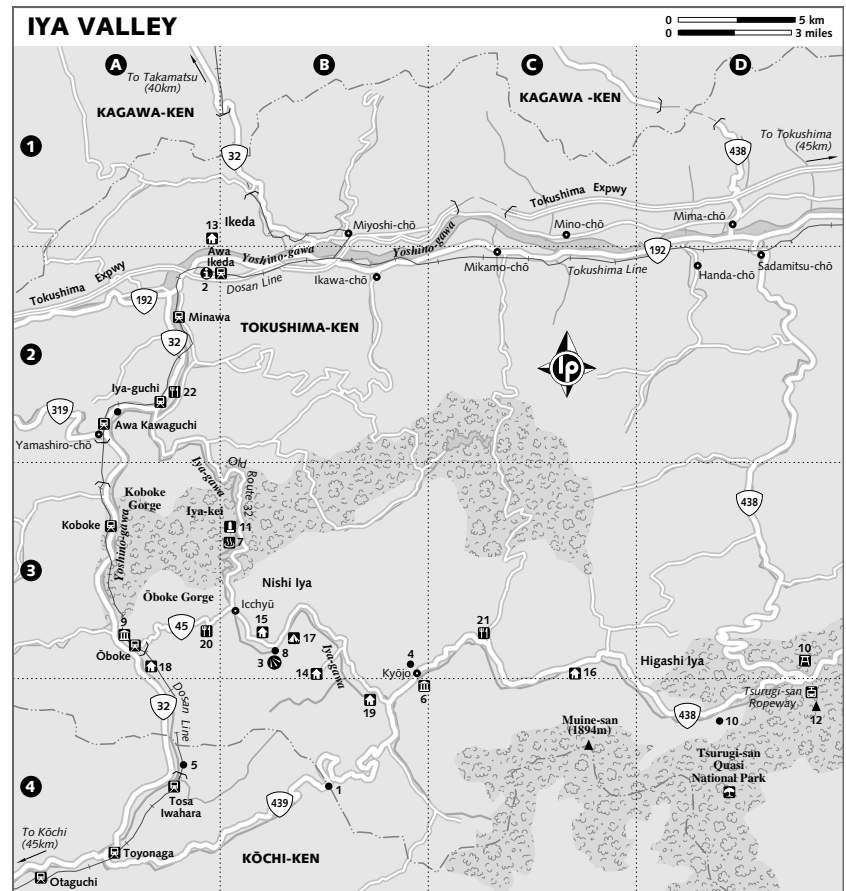 IYA VALLEY
0 5 km
0 3 miles
A
B
C
D
To Takamatsu
(40km)
KAGAWA-KEN
KAGAWA -KEN
1
32
438
To Tokushima
(45km)
Tokushima Expwy
13
Ikeda
Miyoshi-chō
Mino-chō
Mima-chō
Awa
Ikeda
Yoshino-gawa
Yoshino-gawa
192
2
Dosan Line
Ikawa-chō
Mikamo-chō
Tokushima Line
Handa-chō
Sadamitsu-chō
Tokushima Expwy
192
Minawa
TOKUSHIMA-KEN
2
32
lp
Iya-guchi
22
319
Awa Kawaguchi
Yamashiro-chō
Iya-gawa
Old
Route 32
Koboke
Gorge
Iya-kei
438
Koboke
11
7
Yoshino-gawa
3
Nishi Iya
Ōboke Gorge
Icchyū
9
45
20
15
17
21
Ōboke
8
3
4
10
18
14
Iya-gawa
Kyōjo
16
Higashi Iya
6
Tsurugi-san
Ropeway
Dosan Line
19
32
438
10
12
Muine-san
(1894m)
Tsurugi-san
Quasi
National Park
5
4
Tosa
Iwahara
439
1
To Kōchi
(45km)
Toyonaga
KŌCHI-KEN
Otaguchi